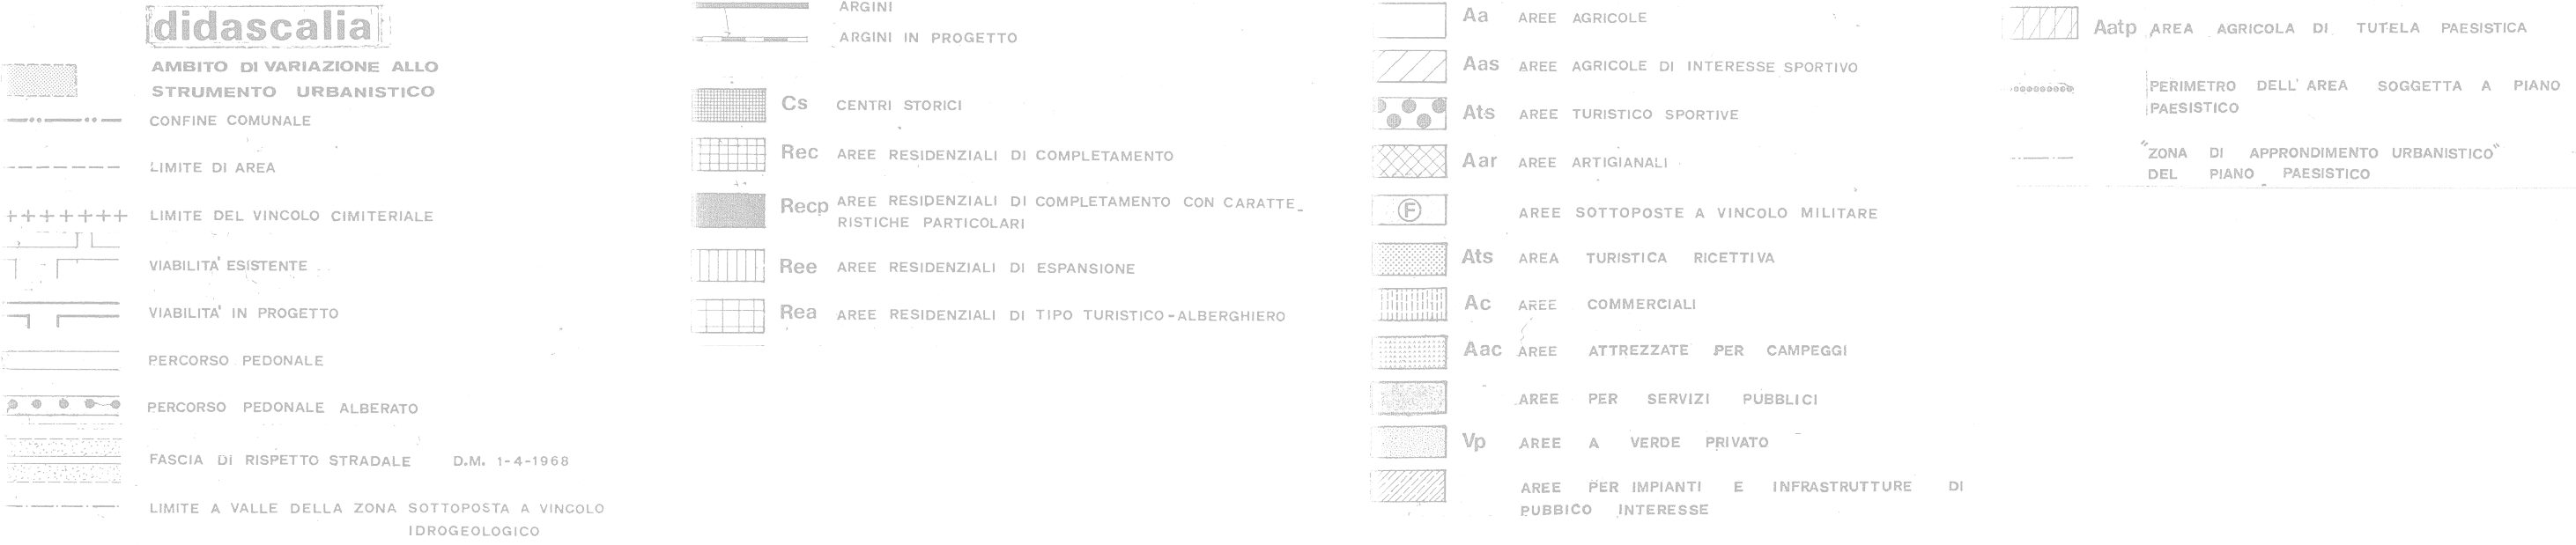 didascalia
AMBITO DI VARIAZIONE ALLO
STRUMENTO URBANISTICO
CONFINE COMUNALE
LIMITE DI AREA
LIMITE DEL VINCOLO CIMITERIALE
VIABILITA' ESISTENTE
VIABILITA' IN PROGETTO
PERCORSO PEDONALE
PERCORSO PEDONALE ALBERATO
FASCIA DI RISPETTO STRADALE D.M. 1-4-1968
LIMITE A VALLE DELLA ZONA SOTTOPOSTA A VINCOLO
IDROGEOLOGICO
ARGINI
ARGINI IN PROGETTO
Cs CENTRI STORICI
Rec AREE RESIDENZIALI DI COMPLETAMENTO
Recp AREE RESIDENZIALI DI COMPLETAMENTO CON CARATTE_
RISTICHE PARTICOLARI
Ree AREE RESIDENZIALI DI ESPANSIONE
Rea AREE RESIDENZIALI DI TIPO TURISTICO-ALBERGHIERO
Aa AREE AGRICOLE
Aas AREE AGRICOLE DI INTERESSE SPORTIVO
Ats AREE TURISTICO SPORTIVE
Aar AREE ARTIGIANALI
F AREE SOTTOPOSTE A VINCOLO MILITARE
Ats AREA TURISTICA RICETTIVA
Ac AREE COMMERCIALI
Aac AREE ATTREZZATE PER CAMPEGGI
AREE PER SERVIZI PUBBLICI
Vp AREE A VERDE PRIVATO
AREE PER IMPIANTI E INFRASTRUTTURE DI
PUBBICO INTERESSE
Aatp AREA AGRICOLA DI TUTELA PAESISTICA
PERIMETRO DELL'AREA SOGGETTA A PIANO
PAESISTICO
"ZONA DI APPRONDIMENTO URBANISTICO"
DEL PIANO PAESISTICO